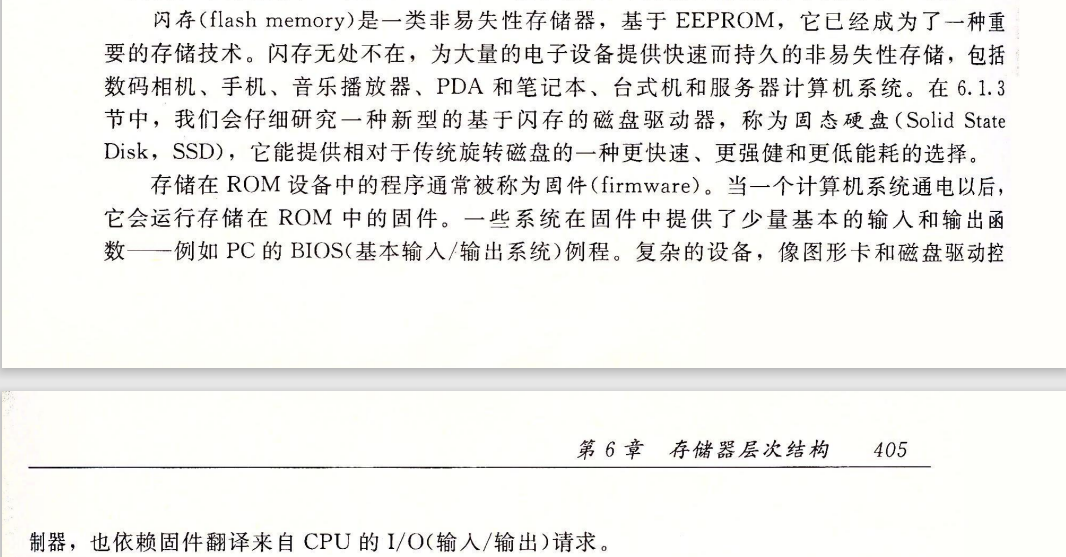 闪存(flash memory)是一类非易失性存储器，基于 EEPROM，它已经成为了一种重
要的存储技术。闪存无处不在，为大量的电子设备提供快速而持久的非易失性存储，包括
数码相机、手机、音乐播放器、PDA 和笔记本、台式机和服务器计算机系统。在 6.1.3
节中，我们会仔细研究一种新型的基于闪存的磁盘驱动器，称为固态硬盘(Solid State
Disk，SSD)，它能提供相对于传统旋转磁盘的一种更快速、更强健和更低能耗的选择。
存储在 ROM 设备中的程序通常被称为固件(firmware)。当一个计算机系统通电以后，
它会运行存储在 ROM 中的固件。一些系统在固件中提供了少量基本的输入和输出函
数——例如 PC 的 BIOS(基本输入/输出系统)例程。复杂的设备，像图形卡和磁盘驱动控
第 6 章 存储器层次结构 405
制器，也依赖固件翻译来自 CPU 的 I/O(输入/输出)请求。